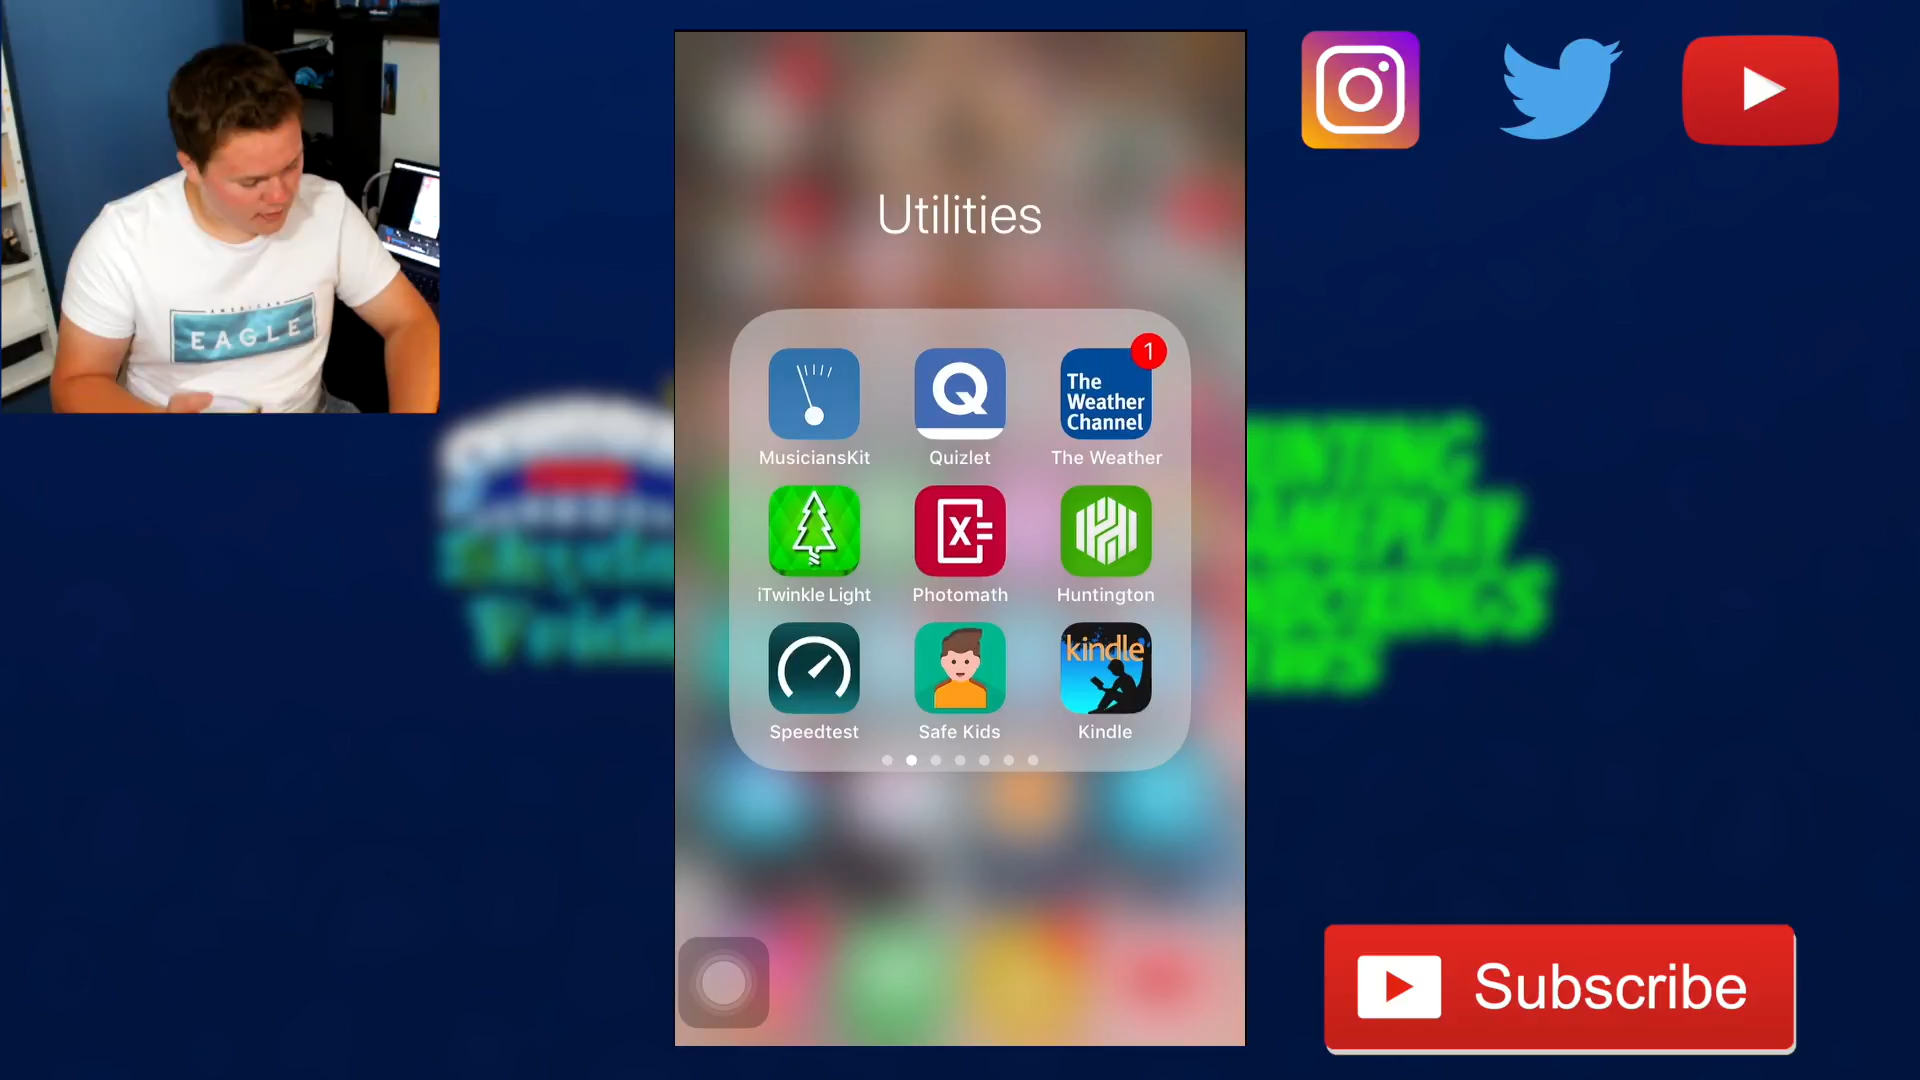 AMERICAN
EAGLE
Utilities
1
The
Weather
Channel
MusiciansKit
Quizlet
The Weather
X=
iTwinkle Light
Photomath
Huntington
kindle
Speedtest
Safe Kids
Kindle
Subscribe